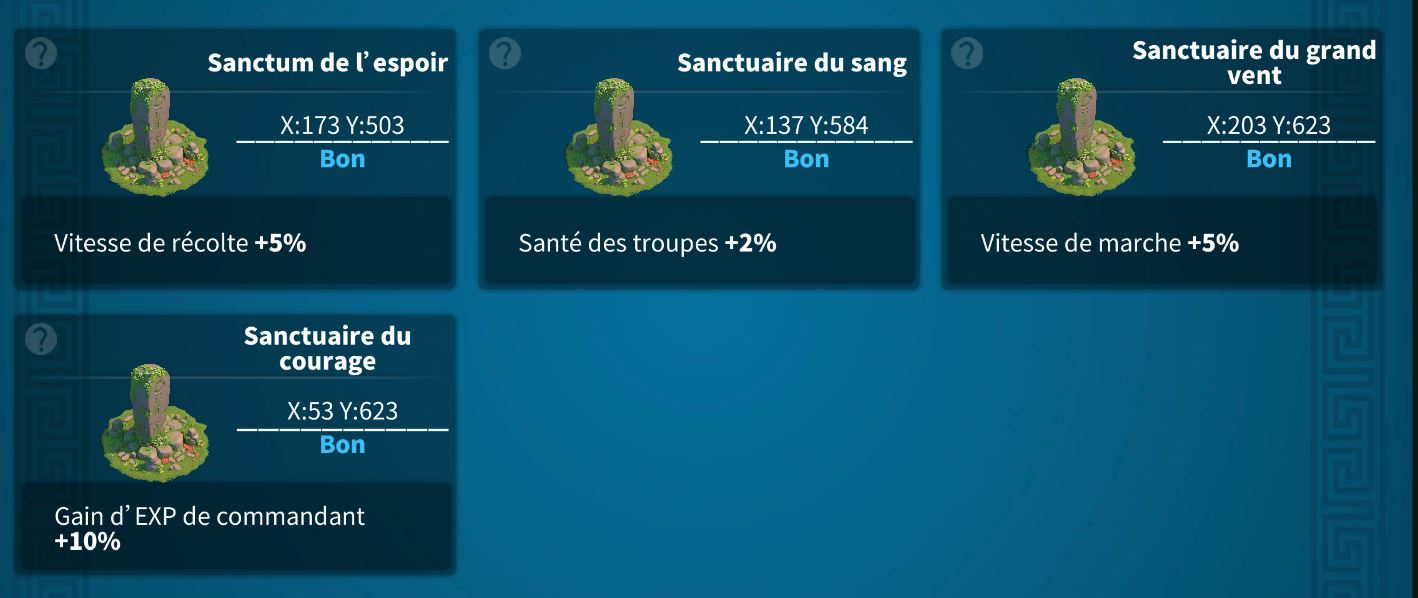 ?
Sanctum de l’espoir
X:173 Y:503
Bon
Vitesse de récolte +5%
?
Sanctuaire du sang
X:137 Y:584
Bon
Santé des troupes +2%
?
Sanctuaire du grand
vent
X:203 Y:623
Bon
Vitesse de marche +5%
?
Sanctuaire du
courage
X:53 Y:623
Bon
Gain d’EXP de commandant
+10%